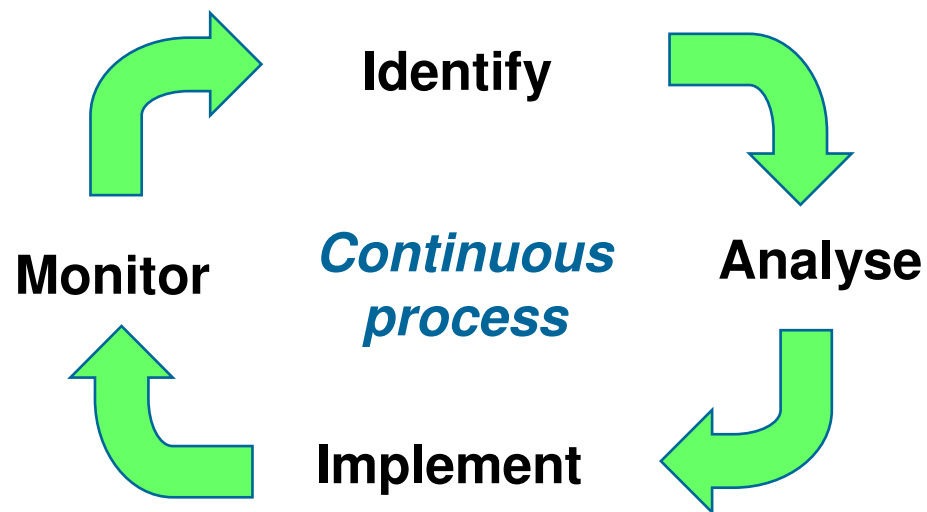 Identify
Monitor
Continuous
process
Analyse
Implement